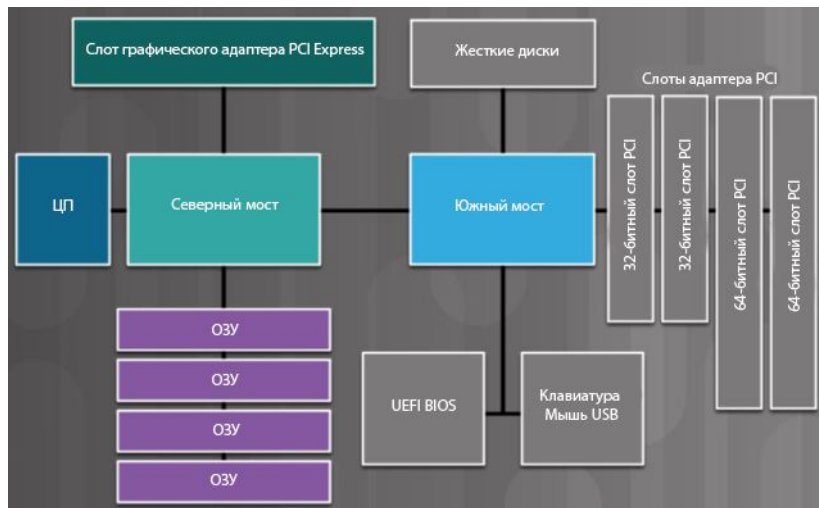 Слот графического адаптера PCI Express
Жесткие диски
Слоты адаптера PCI
ЦП
Северный мост
Южный мост
32-битный слот PCI
32-битный слот PCI
64-битный слот PCI
64-битный слот PCI
ОЗУ
ОЗУ
ОЗУ
ОЗУ
UEFI BIOS
Клавиатура
Мышь USB